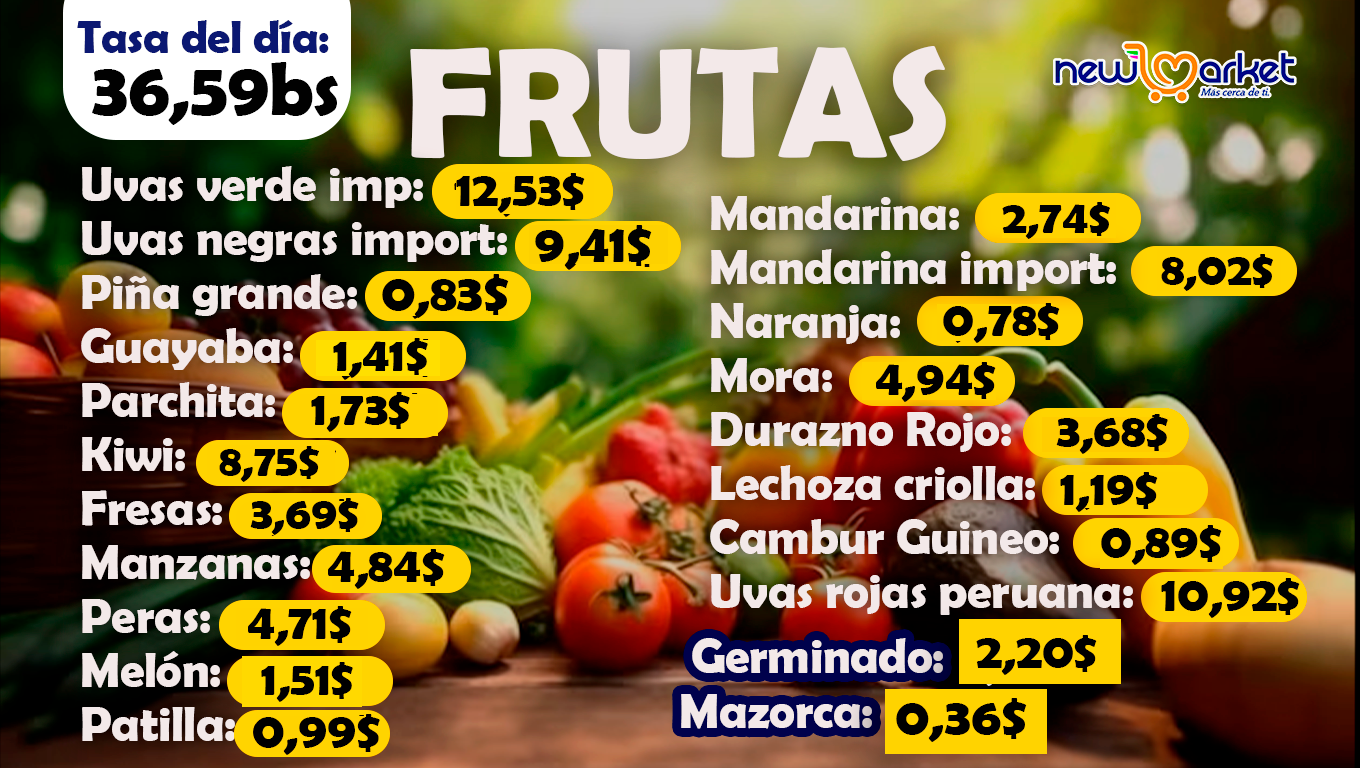 Tasa del día:
36,59bs
FRUTAS
new market
Más cerca de ti.
Uvas verde imp: 12,53$
Uvas negras import: 9,41$
Piña grande: 0,83$
Guayaba: 1,41$
Parchita: 1,73$
Kiwi: 8,75$
Fresas: 3,69$
Manzanas: 4,84$
Peras: 4,71$
Melón: 1,51$
Patilla: 0,99$
Mandarina: 2,74$
Mandarina import: 8,02$
Naranja: 0,78$
Mora: 4,94$
Durazno Rojo: 3,68$
Lechoza criolla: 1,19$
Cambur Guineo: 0,89$
Uvas rojas peruana: 10,92$
Germinado: 2,20$
Mazorca: 0,36$